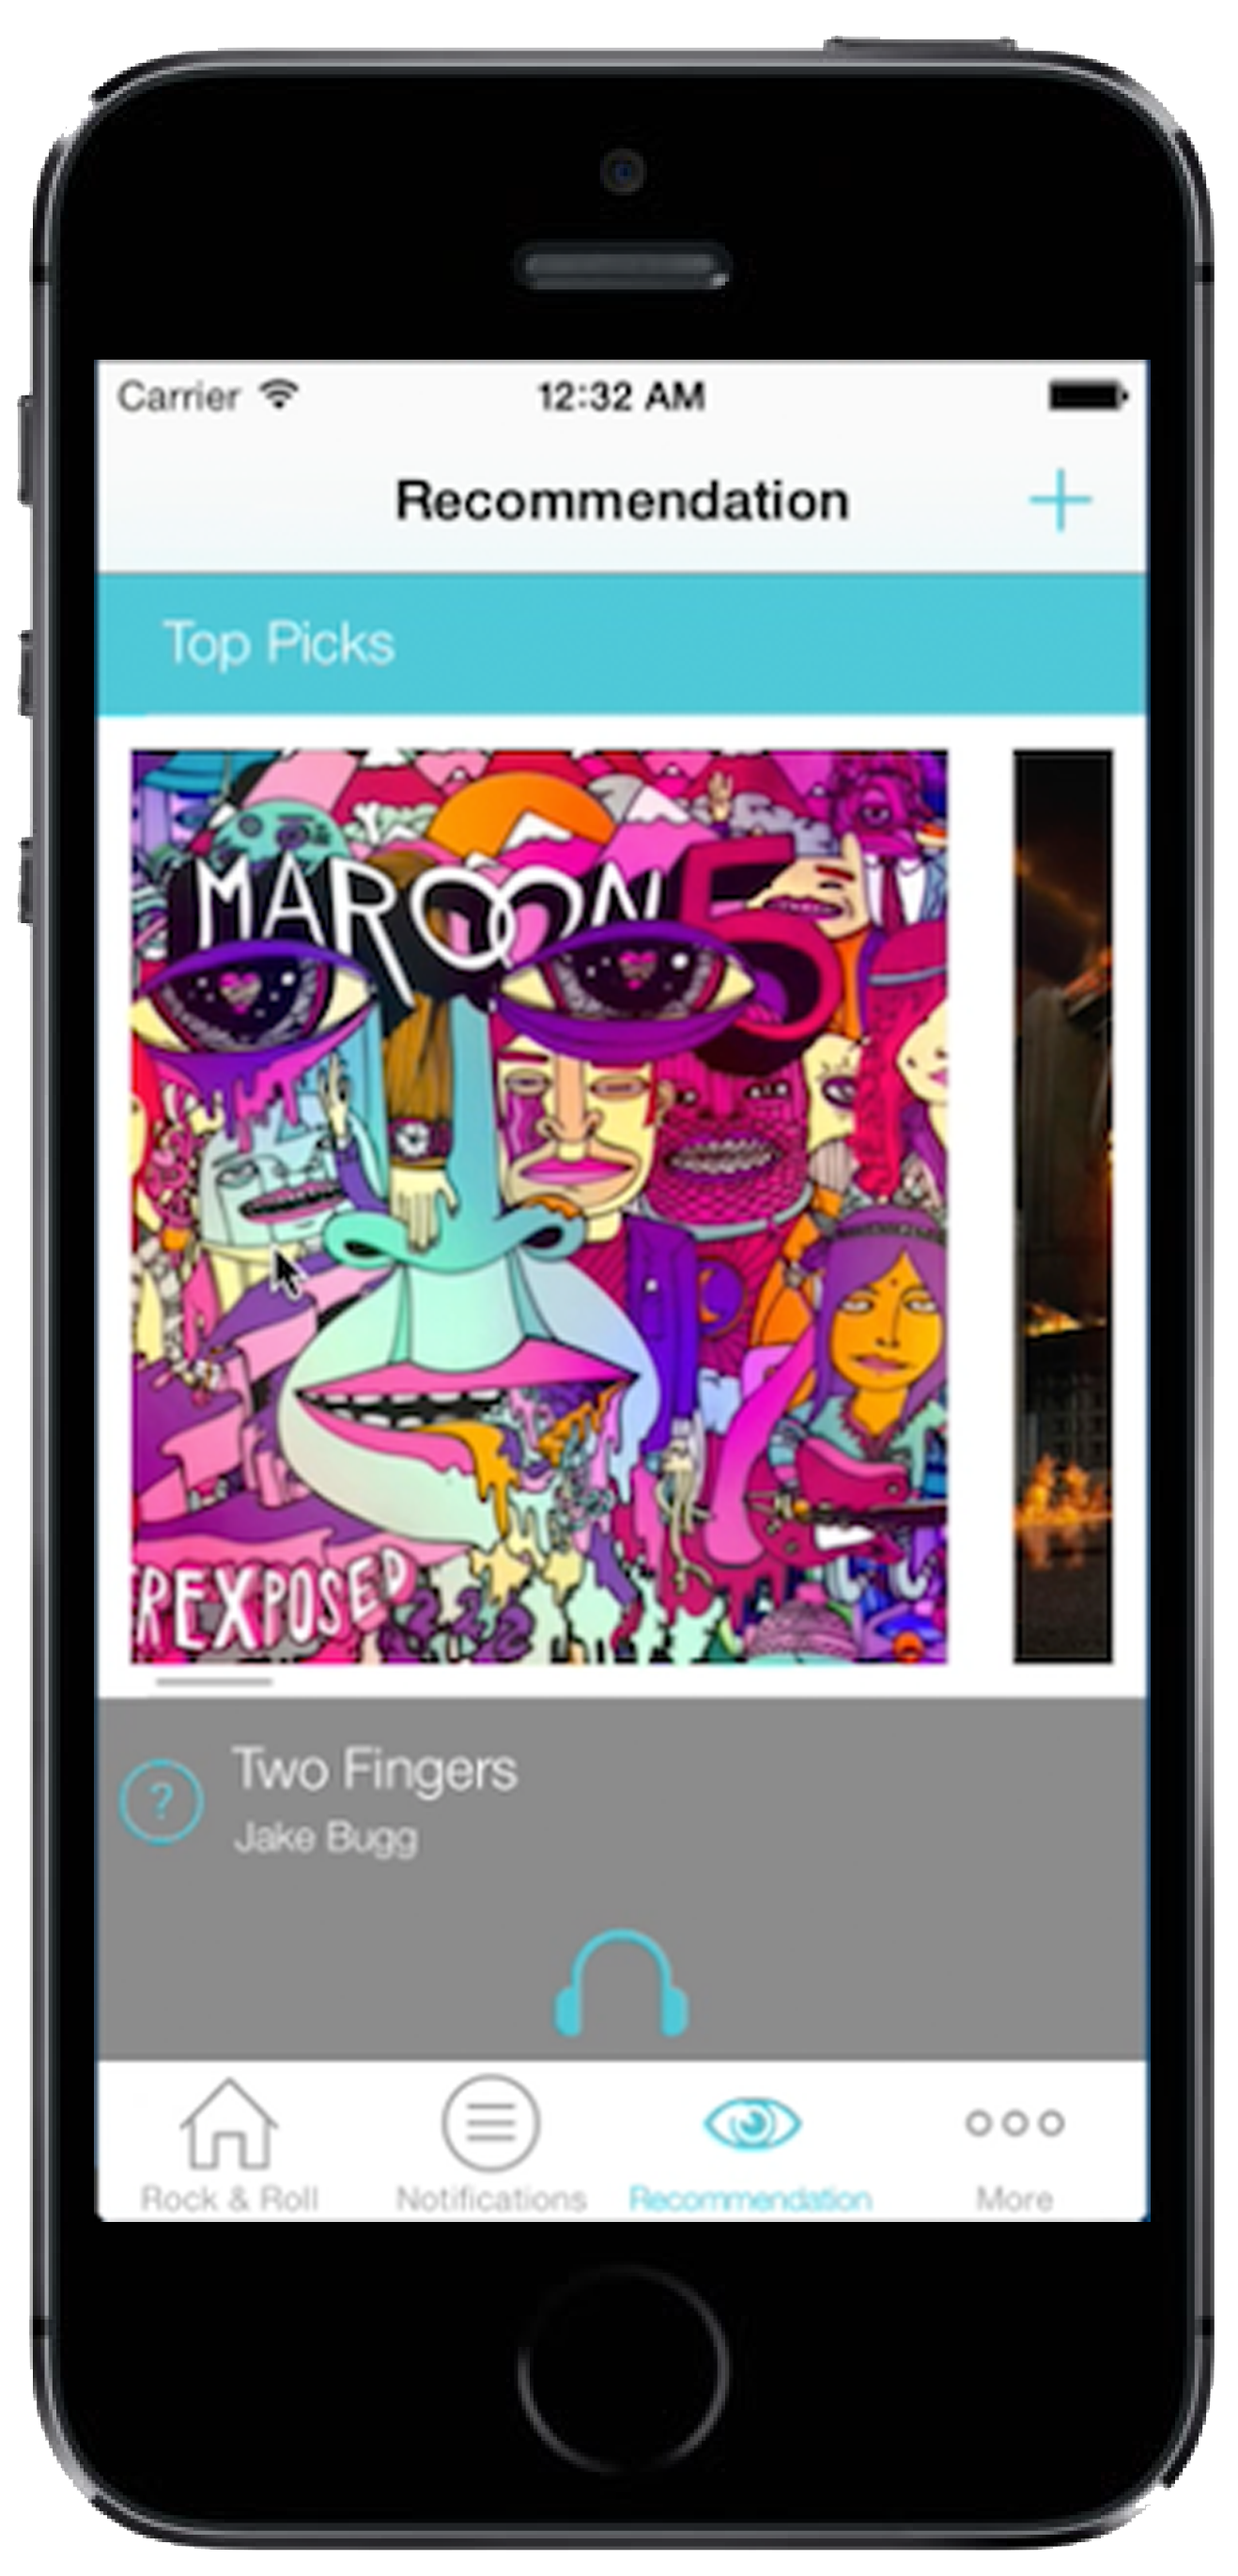 Carrier 12:32 AM
Recommendation
Top Picks
MAROON 5
REXPOSED
Two Fingers
?
Jake Bugg
Rock & Roll Notifications Recommendation More